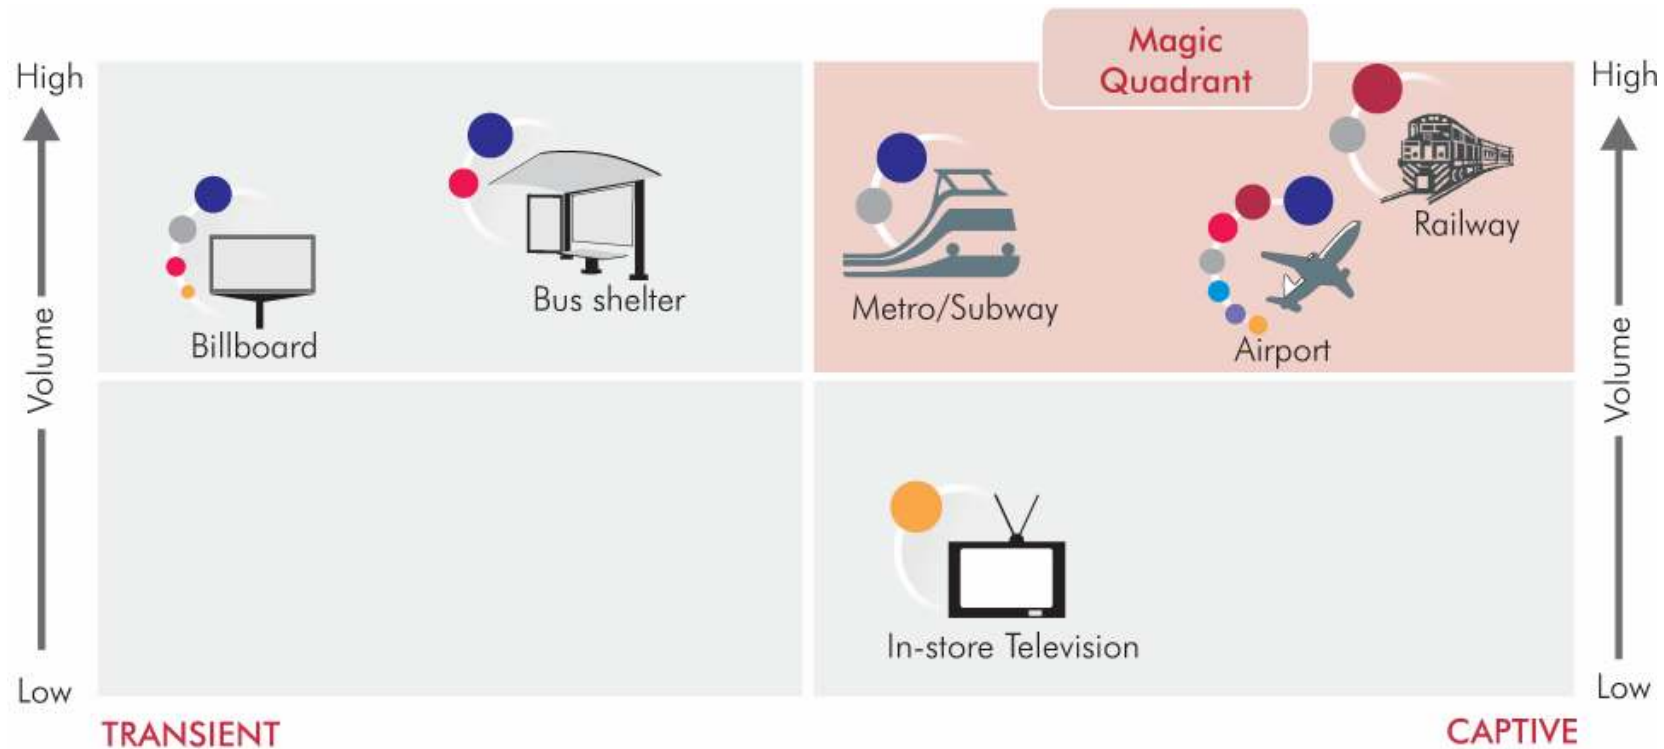 Magic
Quadrant
High
High
Railway
Bus shelter
Metro/Subway
Billboard
Airport
Volume
Volume
In-store Television
Low
Low
TRANSIENT
CAPTIVE